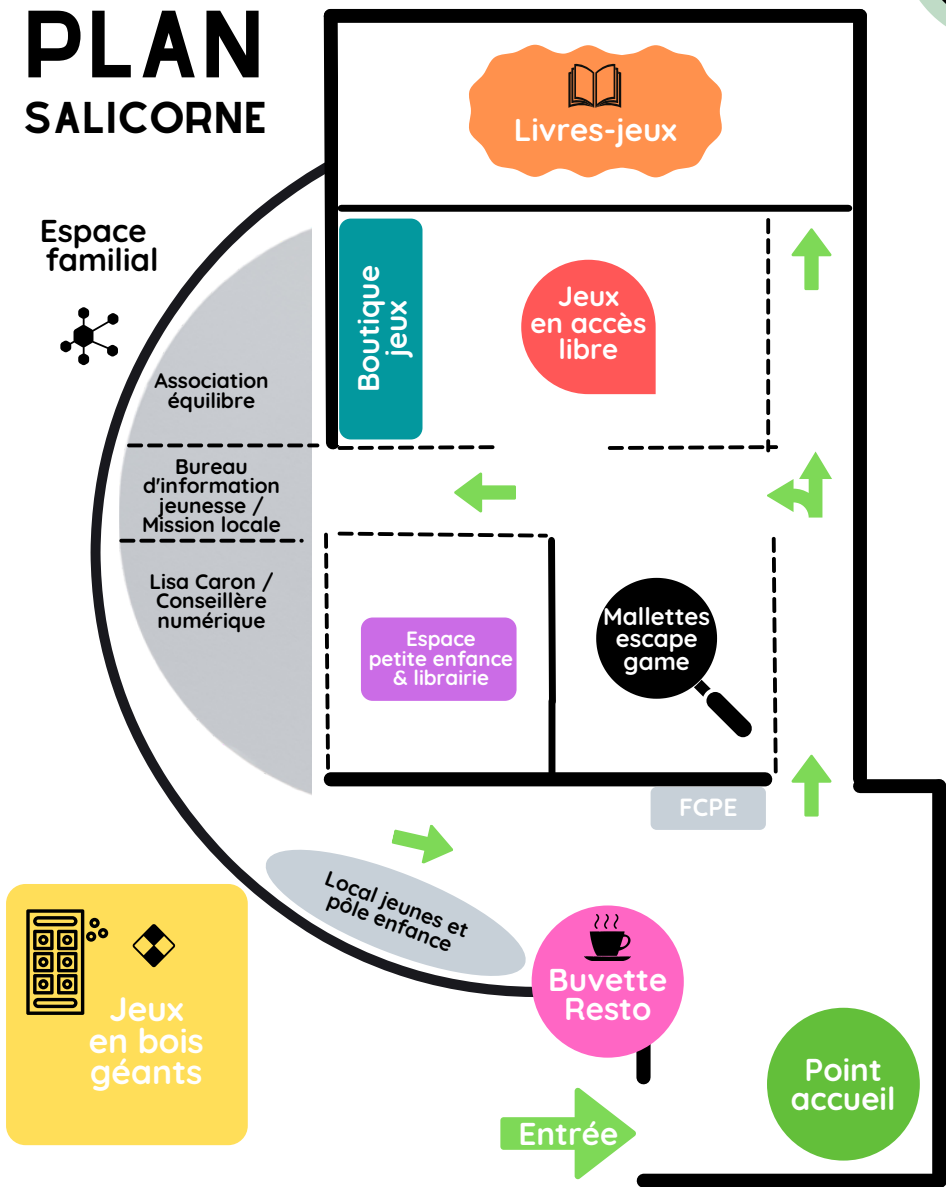 PLAN
SALICORNE
Livres-jeux
Espace
familial
Boutique
jeux
Jeux
en accès
libre
Association
équilibre
Bureau
d'information
jeunesse /
Mission locale
Lisa Caron /
Conseillère
numérique
Espace
petite enfance
& librairie
Mallettes
escape
game
FCPE
Local jeunes et
pôle enfance
Buvette
Resto
Jeux
en bois
géants
Point
accueil
Entrée